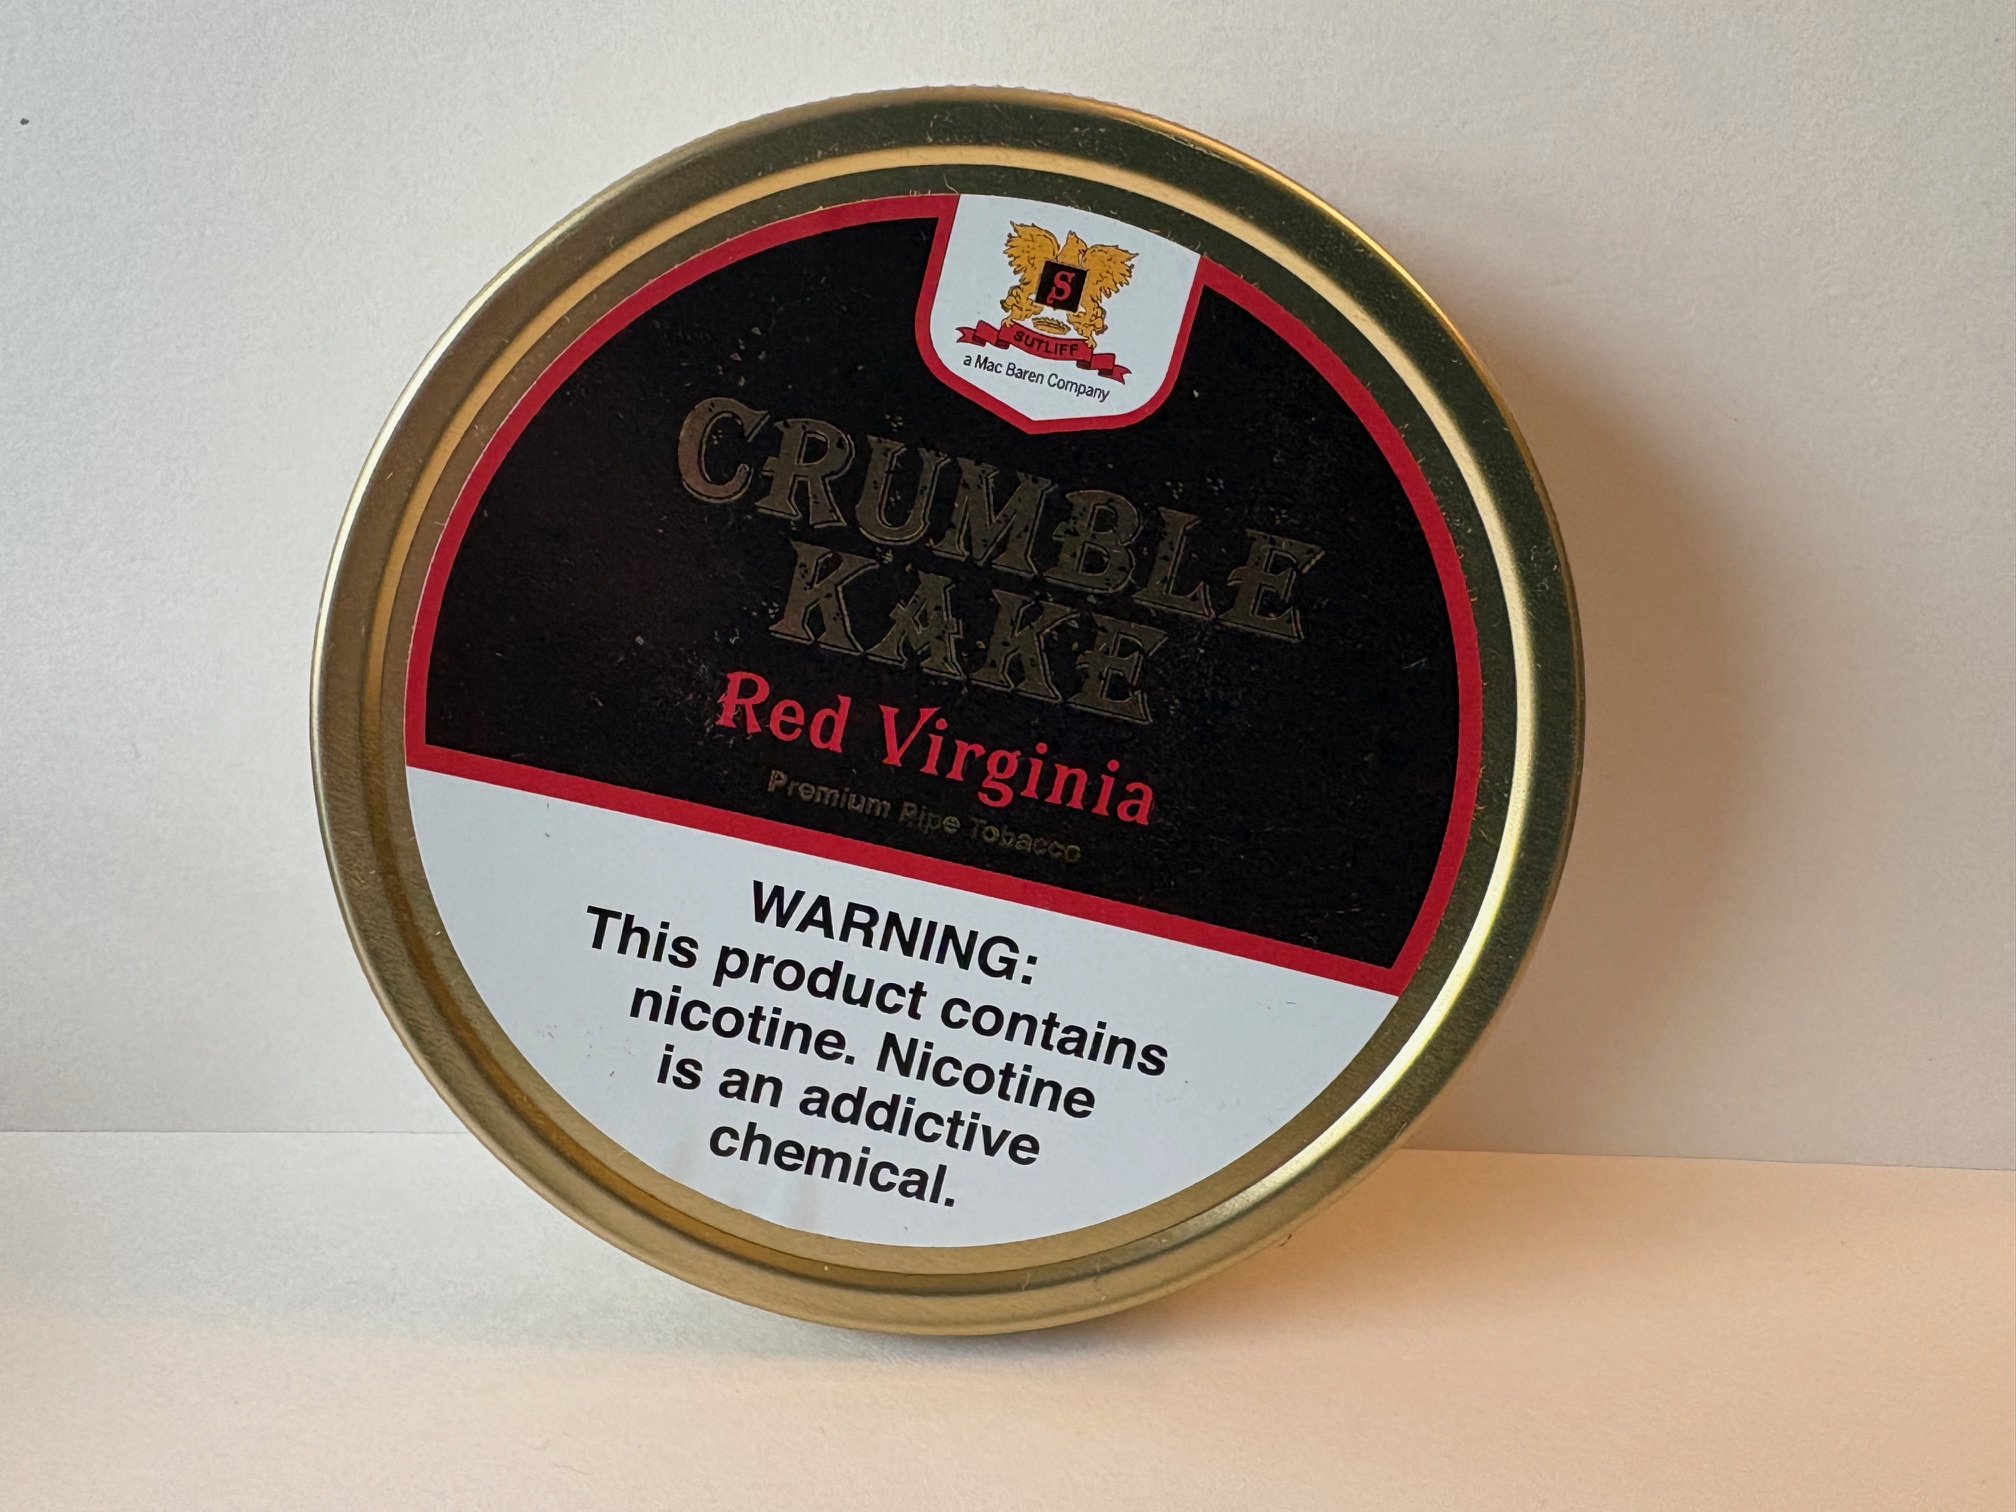 S
SUTLIFF
a Mac Baren Company
CRUMBLE
KAKE
Red Virginia
Premium Pipe Tobacco
WARNING:
This product contains
nicotine. Nicotine
is an addictive
chemical.